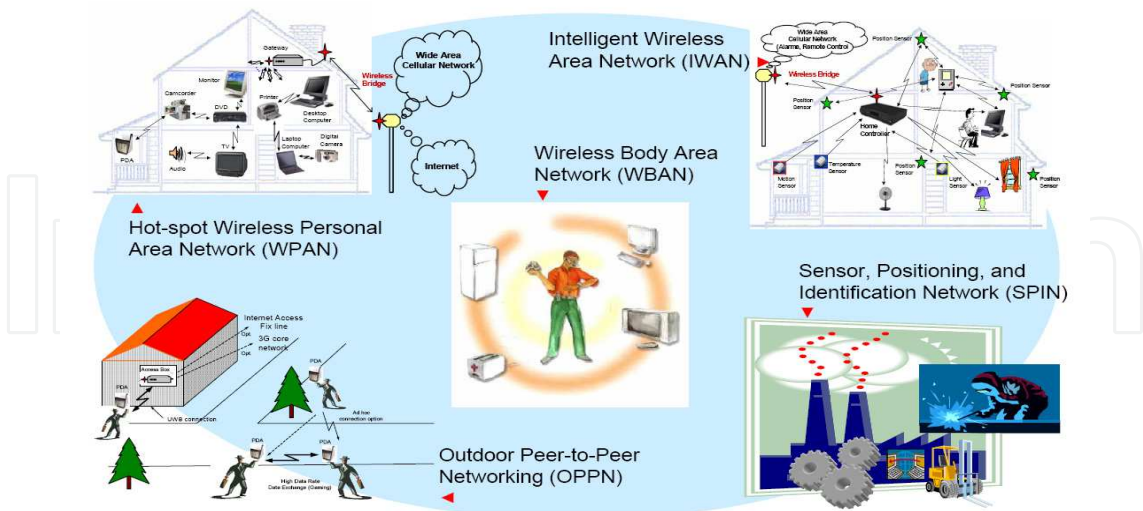 Gateway
Wide Area
Cellular Network
Monitor
Wireless
Bridge
Camcorder
DVD
Printer
Desktop
Computer
PDA
Audio
TV
Laptop
Computer
Digital
Camera
Internet
Hot-spot Wireless Personal
Area Network (WPAN)
Intelligent Wireless
Area Network (IWAN)
Wide Area
Cellular Network
(Alarme, Remote Control
Wireless Bridge
Position Sensor
Position
Sensor
Position Sensor
Home
Controller
Motion
Sensor
Temperature
Sensor
Position
Sensor
Light
Sensor
Position
Sensor
Wireless Body Area
Network (WBAN)
Sensor, Positioning, and
Identification Network (SPIN)
Internet Access
Fix line
Opt.
3G core
network
Opt.
Access Box
PDA
UWB connection
PDA
Ad hoc
connection option
PDA
PDA
High Data Rate
Data Exchange (Gaming)
Outdoor Peer-to-Peer
Networking (OPPN)